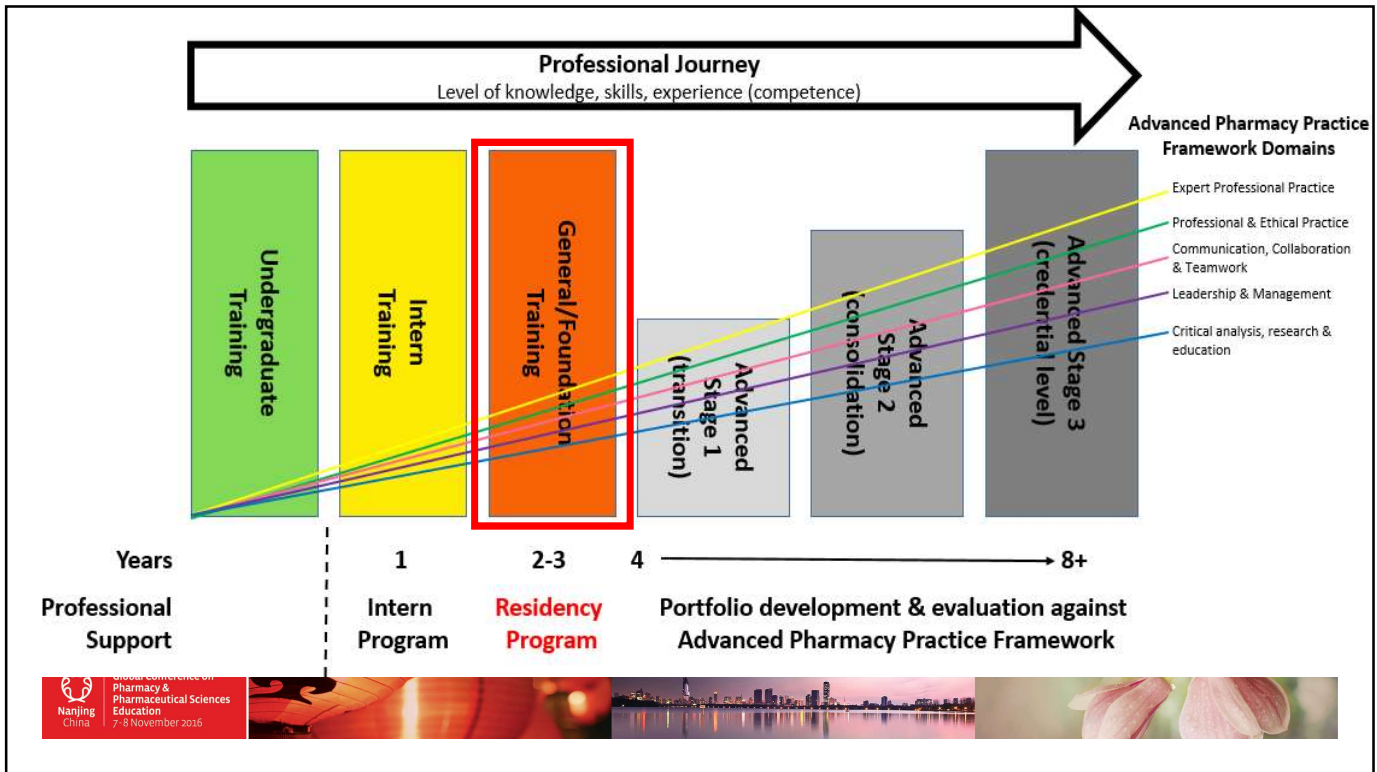 Professional Journey
Level of knowledge, skills, experience (competence)
Advanced Pharmacy Practice
Framework Domains
Expert Professional Practice
Professional & Ethical Practice
Communication, Collaboration
& Teamwork
Leadership & Management
Critical analysis, research &
education
Undergraduate
Training
Intern
Training
General/Foundation
Training
Advanced
Stage 1
(transition)
Advanced
Stage 2
(consolidation)
Advanced Stage 3
(credential level)
Years
1
2-3
4
8+
Professional
Support
Intern
Program
Residency
Program
Portfolio development & evaluation against
Advanced Pharmacy Practice Framework
Nanjing
China
Global Conference on
Pharmacy &
Pharmaceutical Sciences
Education
7-8 November 2016